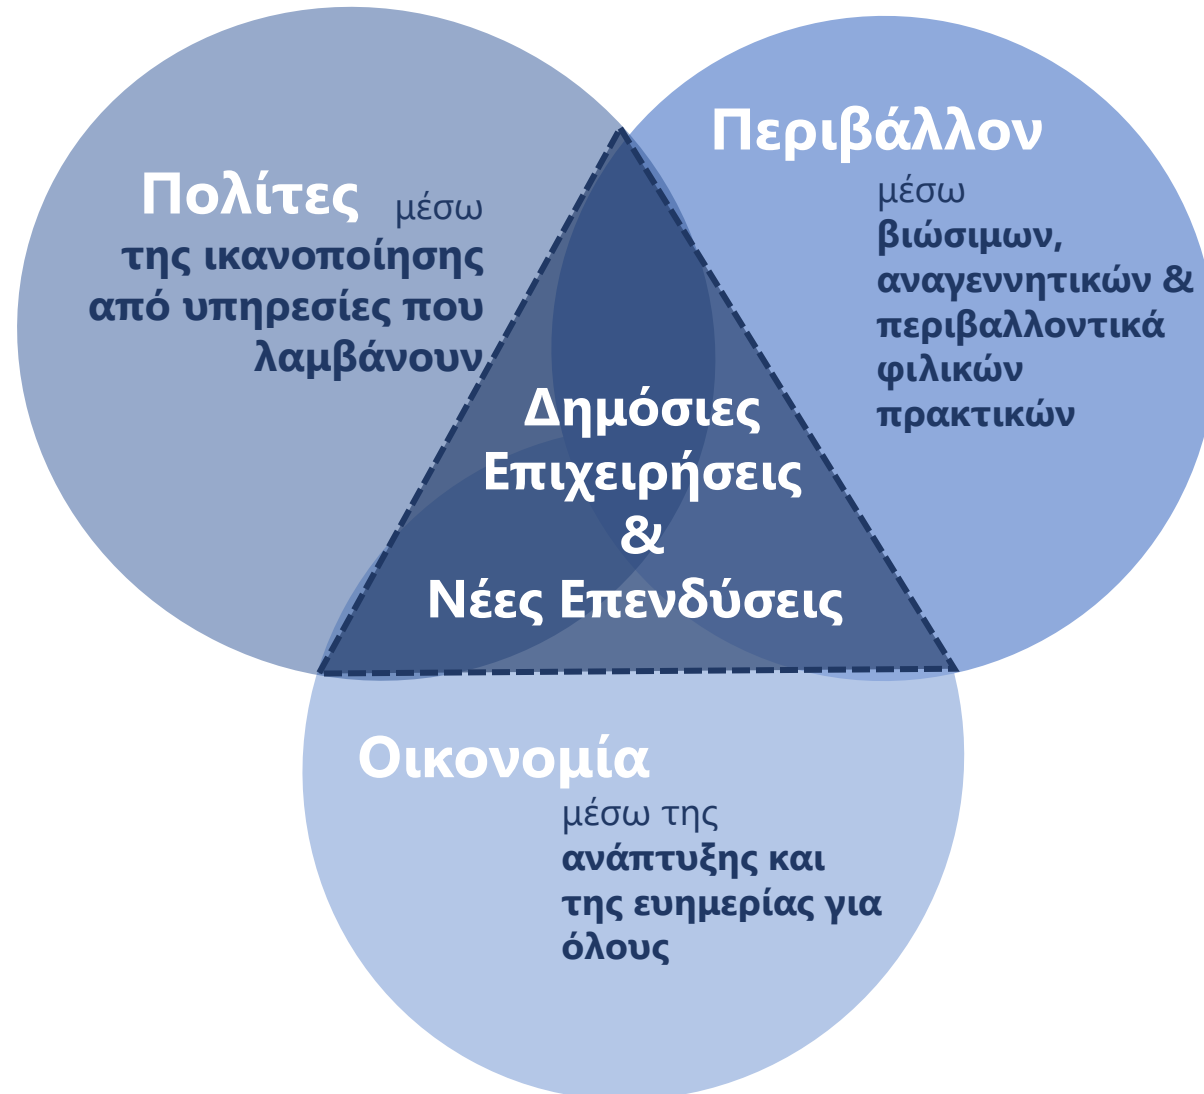 Πολίτες μέσω
της ικανοποίησης
από υπηρεσίες που
λαμβάνουν
Περιβάλλον
μέσω
βιώσιμων,
αναγεννητικών &
περιβαλλοντικά
φιλικών
πρακτικών
Δημόσιες
Επιχειρήσεις
&
Νέες Επενδύσεις
Οικονομία
μέσω της
ανάπτυξης και
της ευημερίας για
όλους